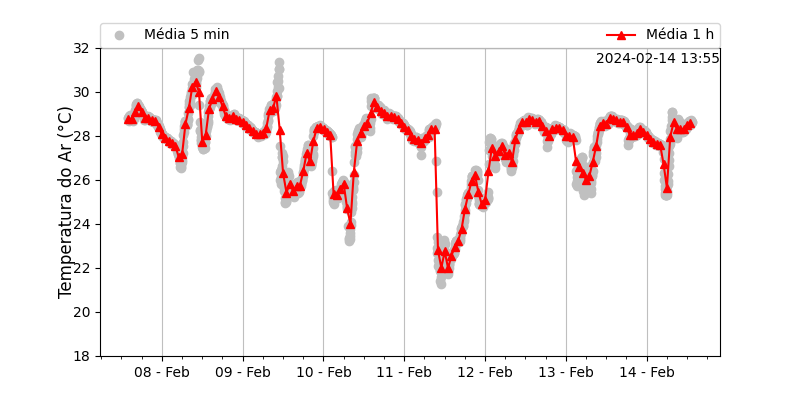 Média 5 min
Média 1 h
2024-02-14 13:55
Temperatura do Ar (°C)
32
30
28
26
24
22
20
18
08 - Feb
09 - Feb
10 - Feb
11 - Feb
12 - Feb
13 - Feb
14 - Feb